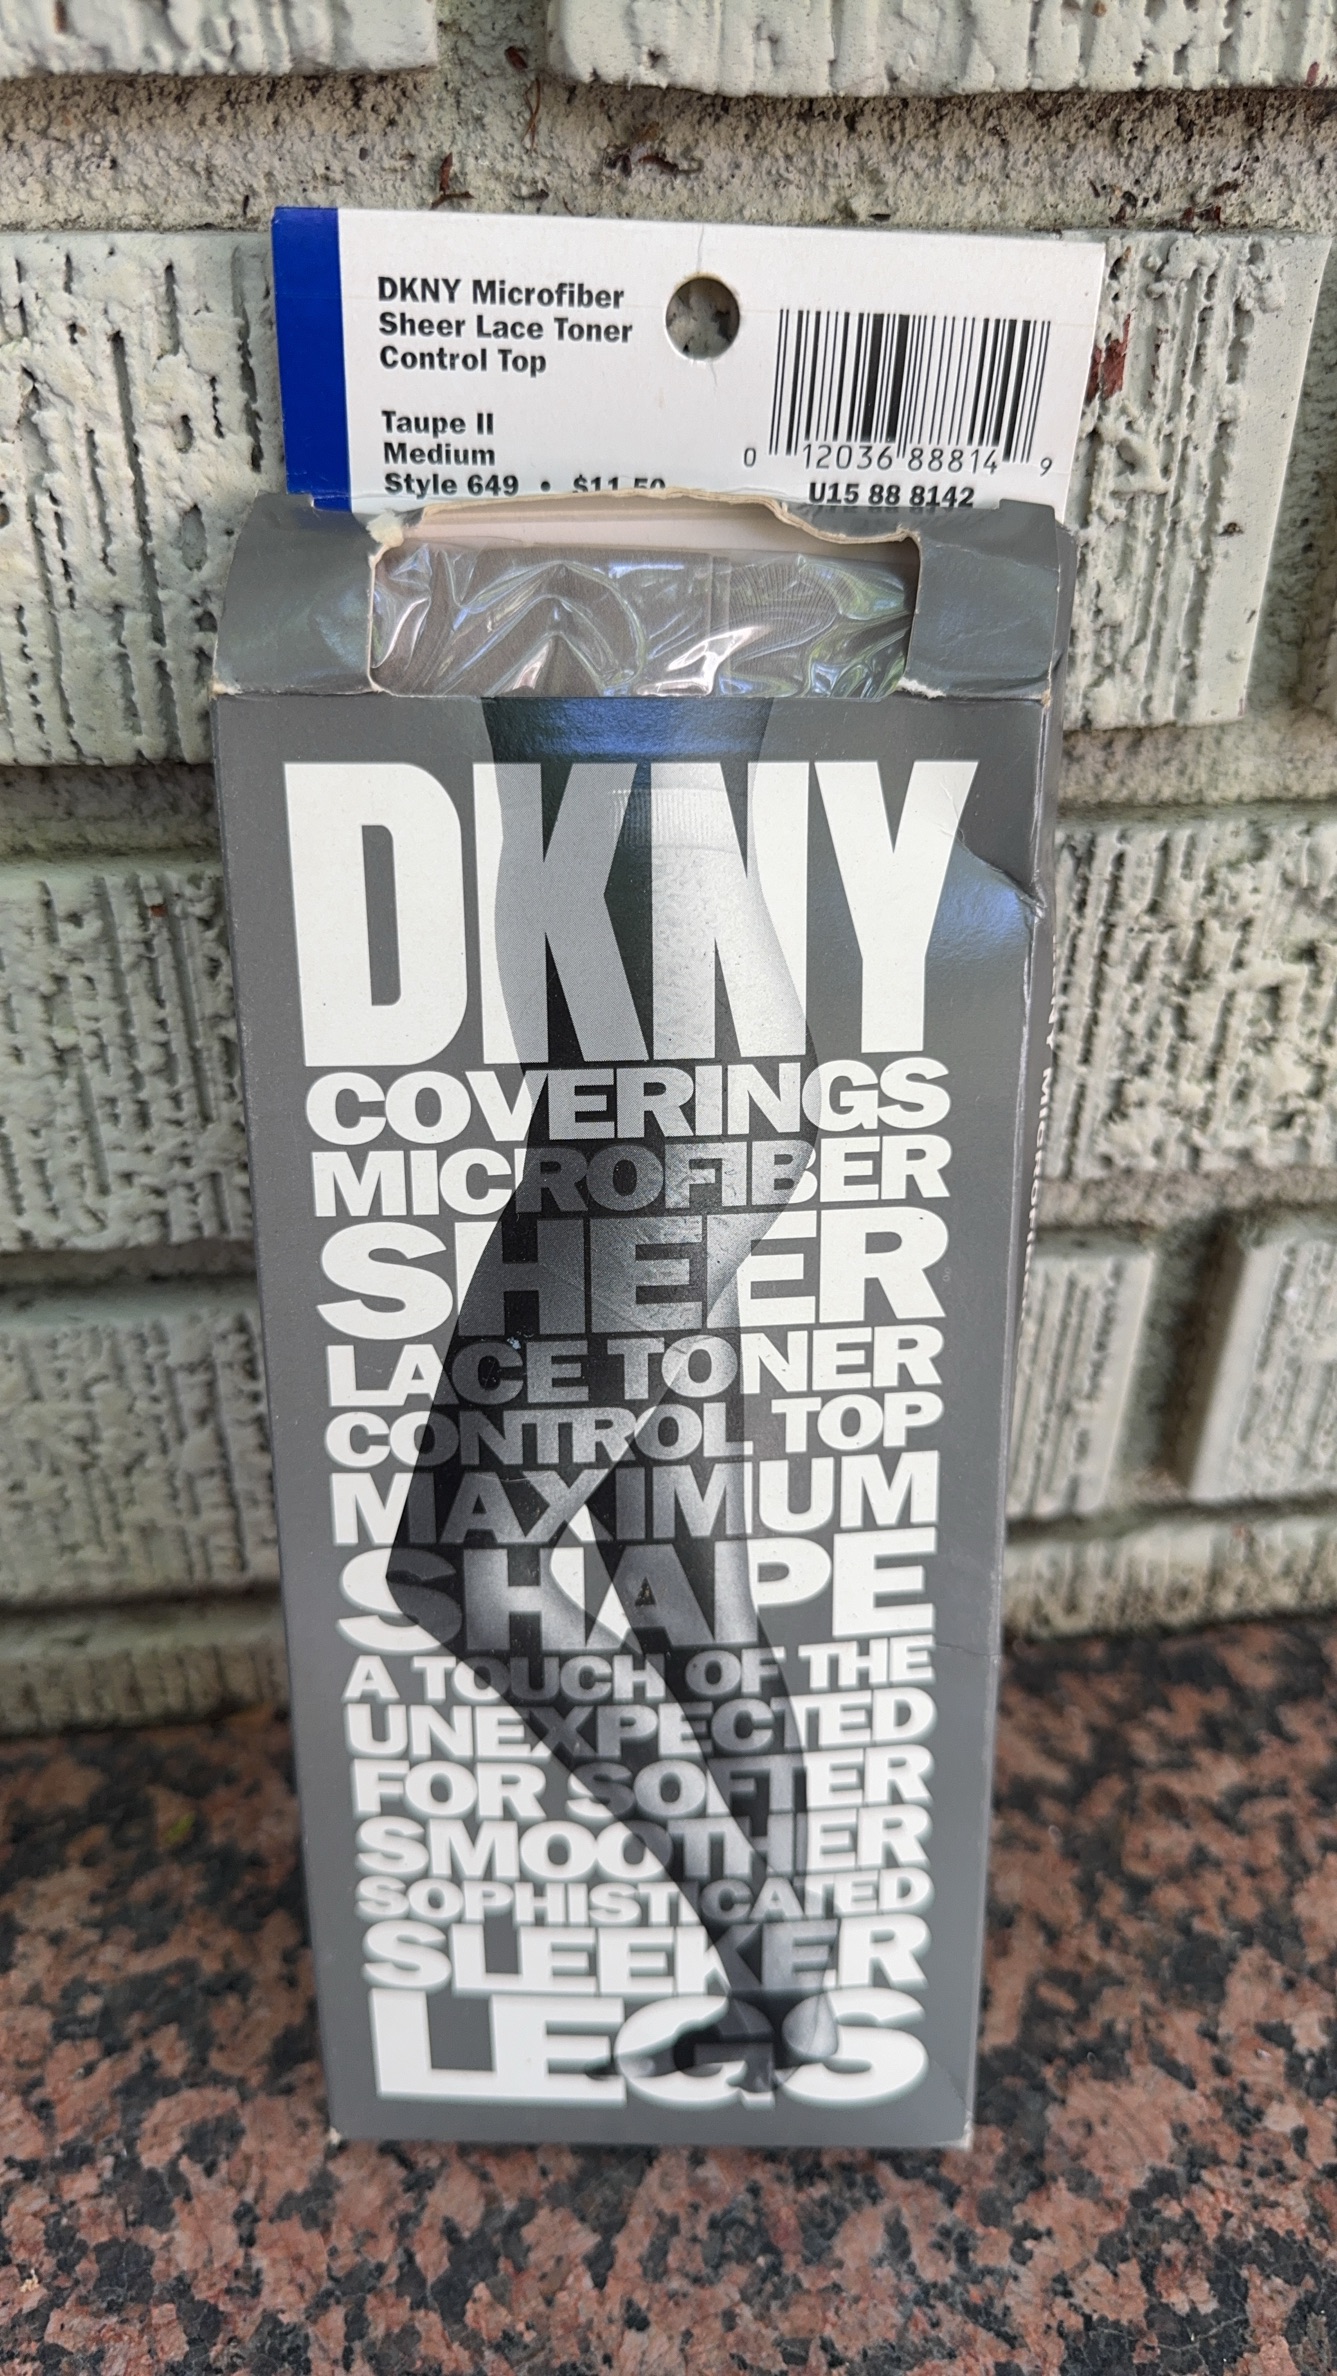 DKNY Microfiber
Sheer Lace Toner
Control Top
Taupe II
Medium
Style 649 • $11.50
0 12036 88814 9
U15 88 8142
DKNY
COVERINGS
MICROFIBER
SHEER
LACE TONER
CONTROL TOP
MAXIMUM
SHAPE
A TOUCH OF THE
UNEXPECTED
FOR SOFTER
SMOOTHER
SOPHISTICATED
SLEEKER
LEGS